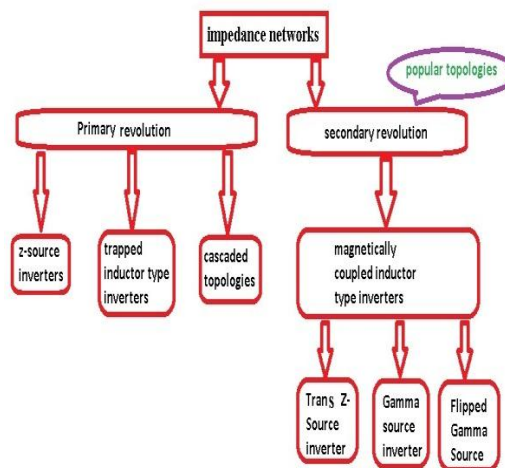 impedance networks
popular topologies
Primary revolution
secondary revolution
z-source
inverters
trapped
inductor type
inverters
cascaded
topologies
magnetically
coupled inductor
type inverters
Trans Z-
Source
inverter
Gamma
source
inverter
Flipped
Gamma
Source